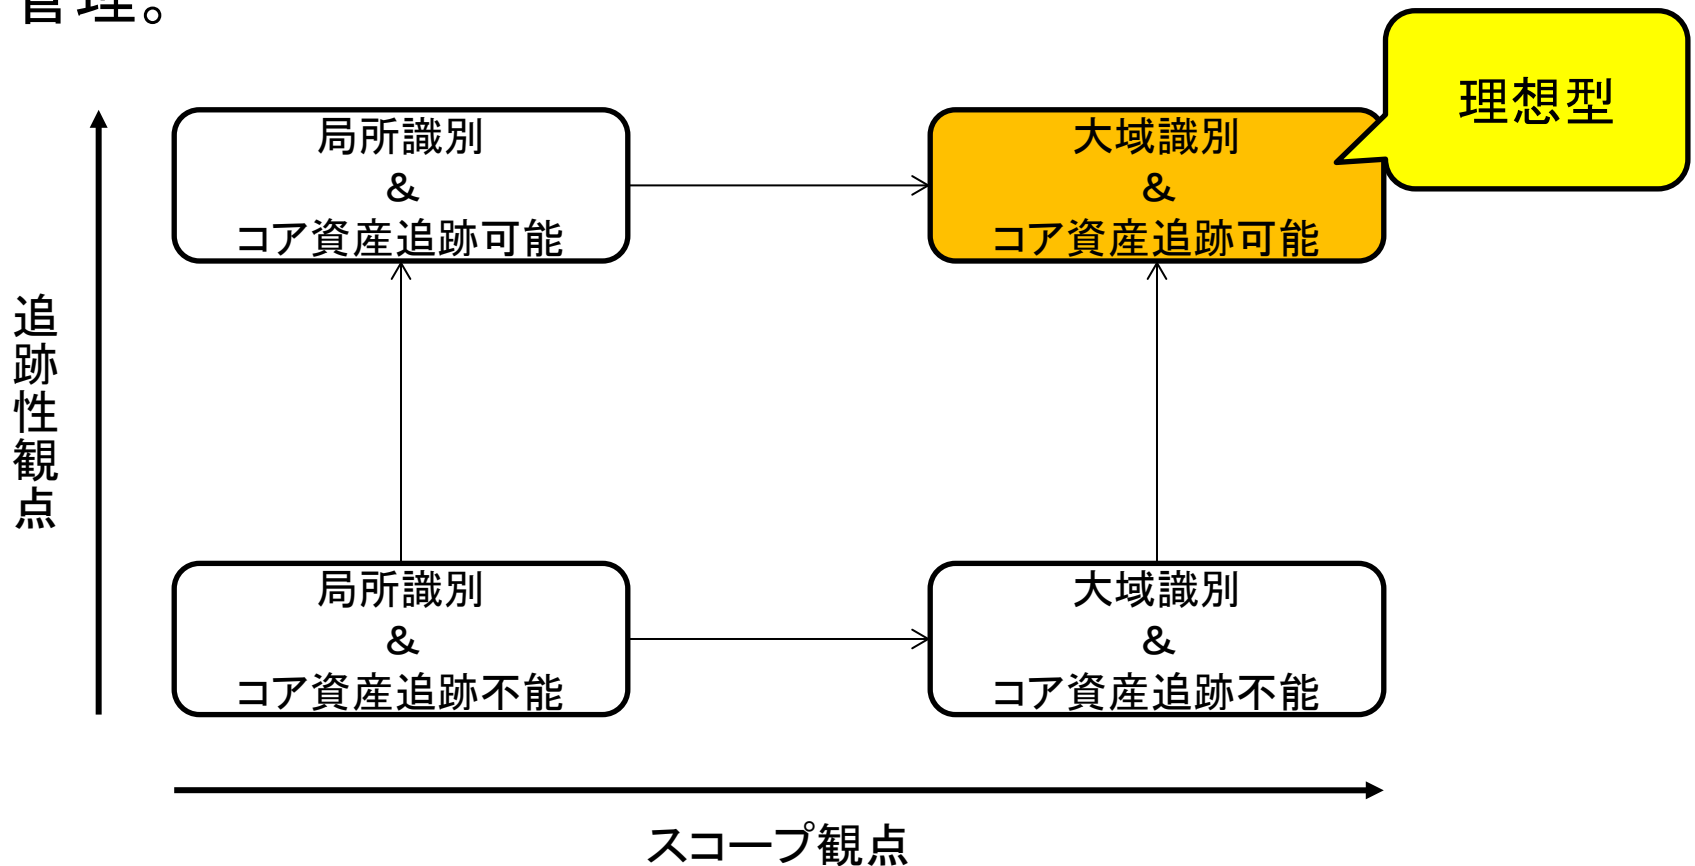 管理。
理想型
局所識別
&
コア資産追跡可能
大域識別
&
コア資産追跡可能
追跡性観点
局所識別
&
コア資産追跡不能
大域識別
&
コア資産追跡不能
スコープ観点